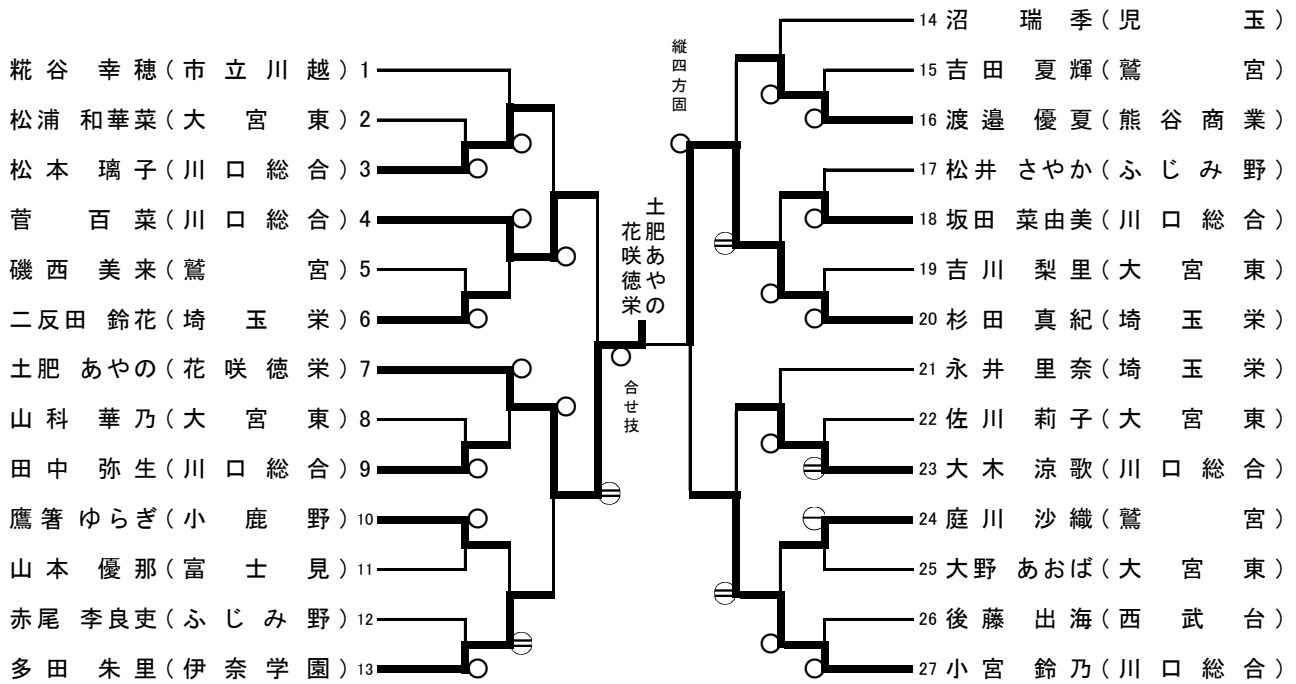 糀谷 幸穂(市立川越)1
松浦 和華菜(大宮東)2
松本 璃子(川口総合)3
菅 百菜(川口総合)4
磯西 美来(鷲宮)5
二反田 鈴花(埼玉栄)6
土肥 あやの(花咲徳栄)7
山科 華乃(大宮東)8
田中 弥生(川口総合)9
鷹箸 ゆらぎ(小鹿野)10
山本 優那(富士見)11
赤尾 李良吏(ふじみ野)12
多田 朱里(伊奈学園)13
土肥あやの
花咲徳栄
合せ技
縦四方固
14 沼 瑞季(児玉)
15 吉田 夏輝(鷲宮)
16 渡邉 優夏(熊谷商業)
17 松井 さやか(ふじみ野)
18 坂田 菜由美(川口総合)
19 吉川 梨里(大宮東)
20 杉田 真紀(埼玉栄)
21 永井 里奈(埼玉栄)
22 佐川 莉子(大宮東)
23 大木 涼歌(川口総合)
24 庭川 沙織(鷲宮)
25 大野 あおば(大宮東)
26 後藤 出海(西武台)
27 小宮 鈴乃(川口総合)